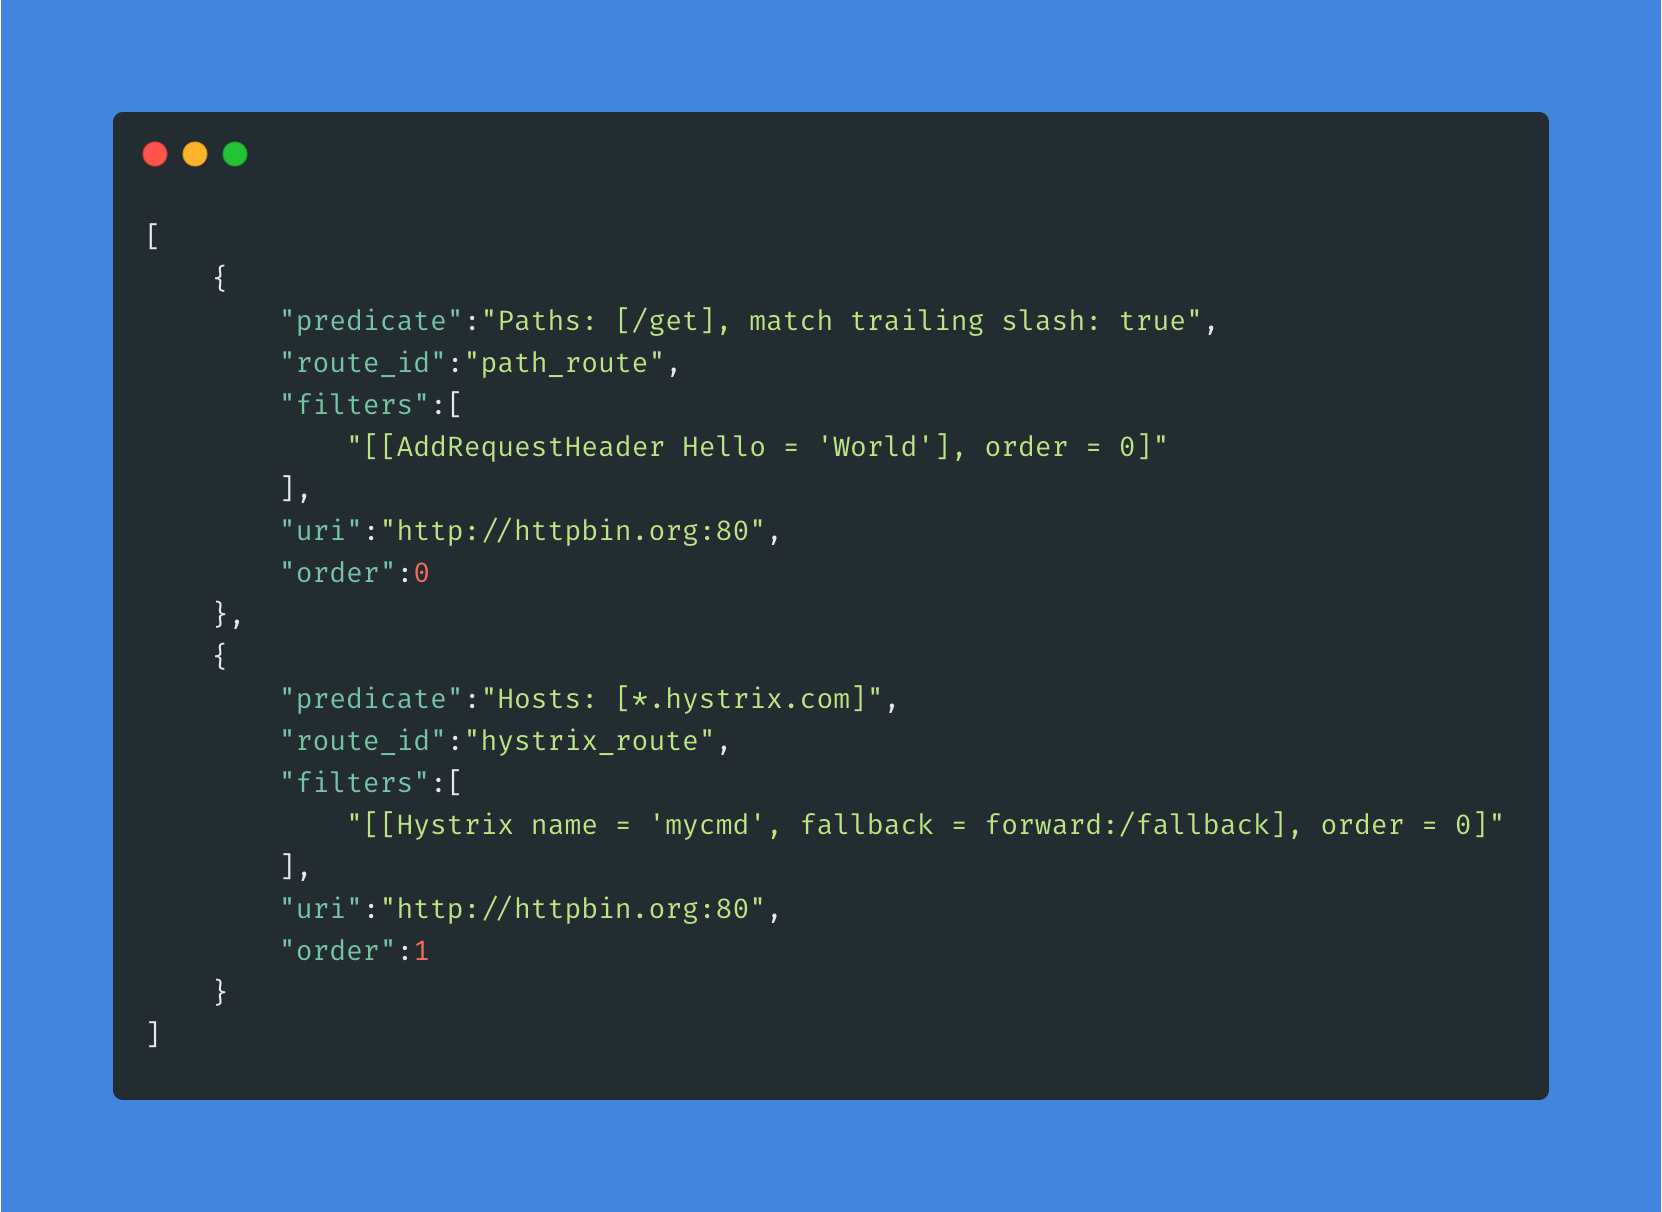 [
    {
        "predicate":"Paths: [/get], match trailing slash: true",
        "route_id":"path_route",
        "filters":[
            "[[AddRequestHeader Hello = 'World'], order = 0]"
        ],
        "uri":"http://httpbin.org:80",
        "order":0
    },
    {
        "predicate":"Hosts: [*.hystrix.com]",
        "route_id":"hystrix_route",
        "filters":[
            "[[Hystrix name = 'mycmd', fallback = forward:/fallback], order = 0]"
        ],
        "uri":"http://httpbin.org:80",
        "order":1
    }
]